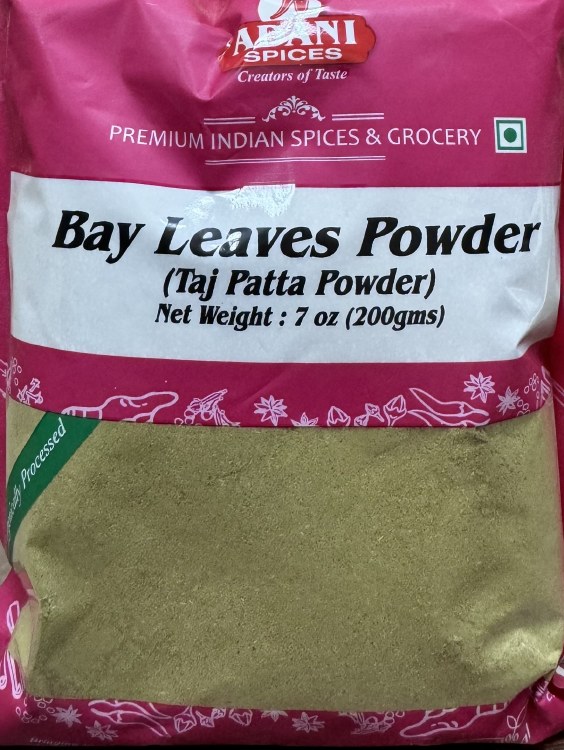 SPICES
Creators of Taste
PREMIUM INDIAN SPICES & GROCERY
Bay Leaves Powder
(Taj Patta Powder)
Net Weight : 7 oz (200gms)
Processed